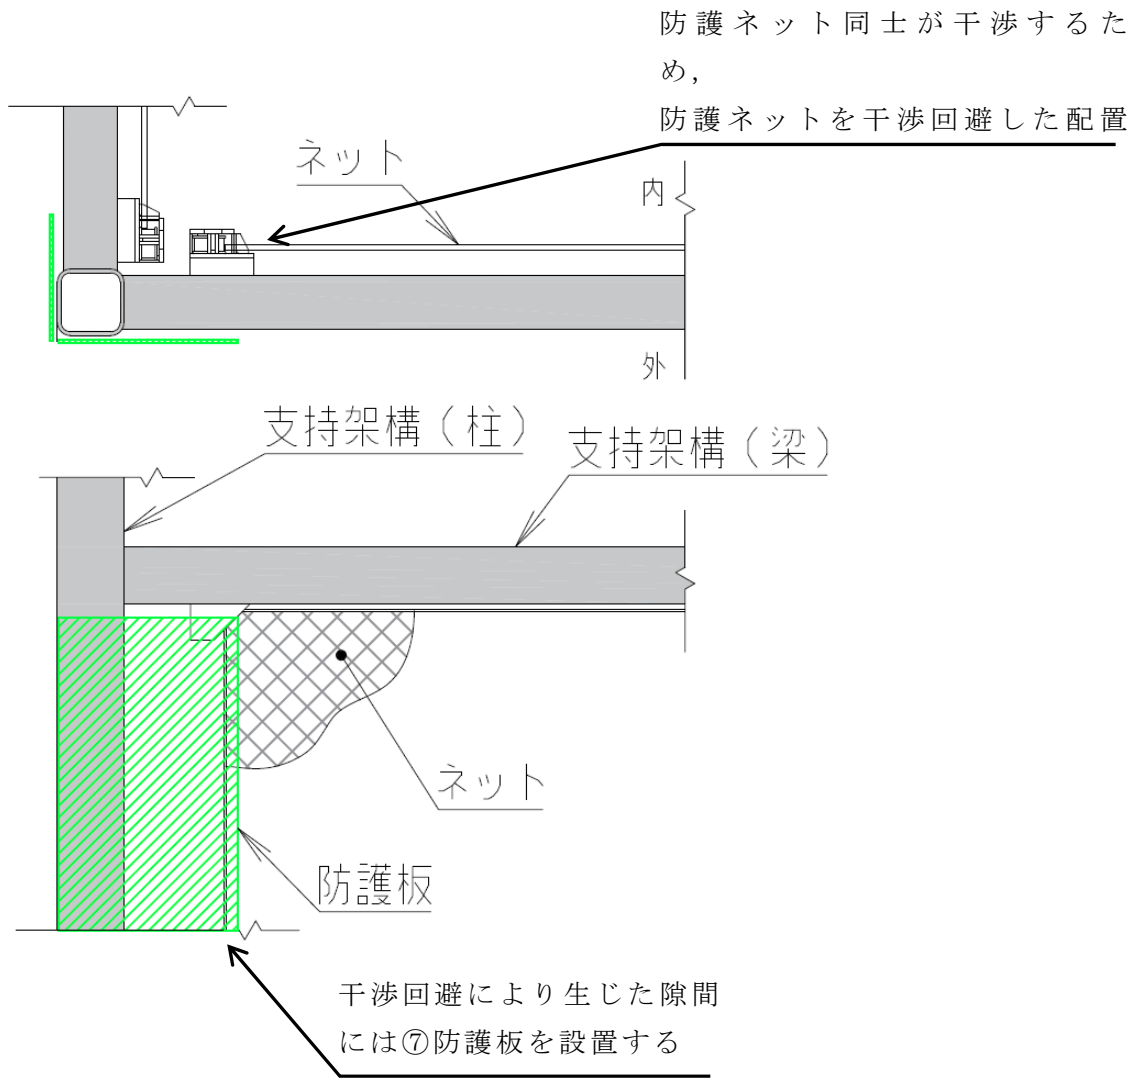 防護ネット同士が干渉するた
め,
防護ネットを干渉回避した配置
ネット
内
外
支持架構（柱）
支持架構（梁）
ネット
防護板
干渉回避により生じた隙間
には⑦防護板を設置する